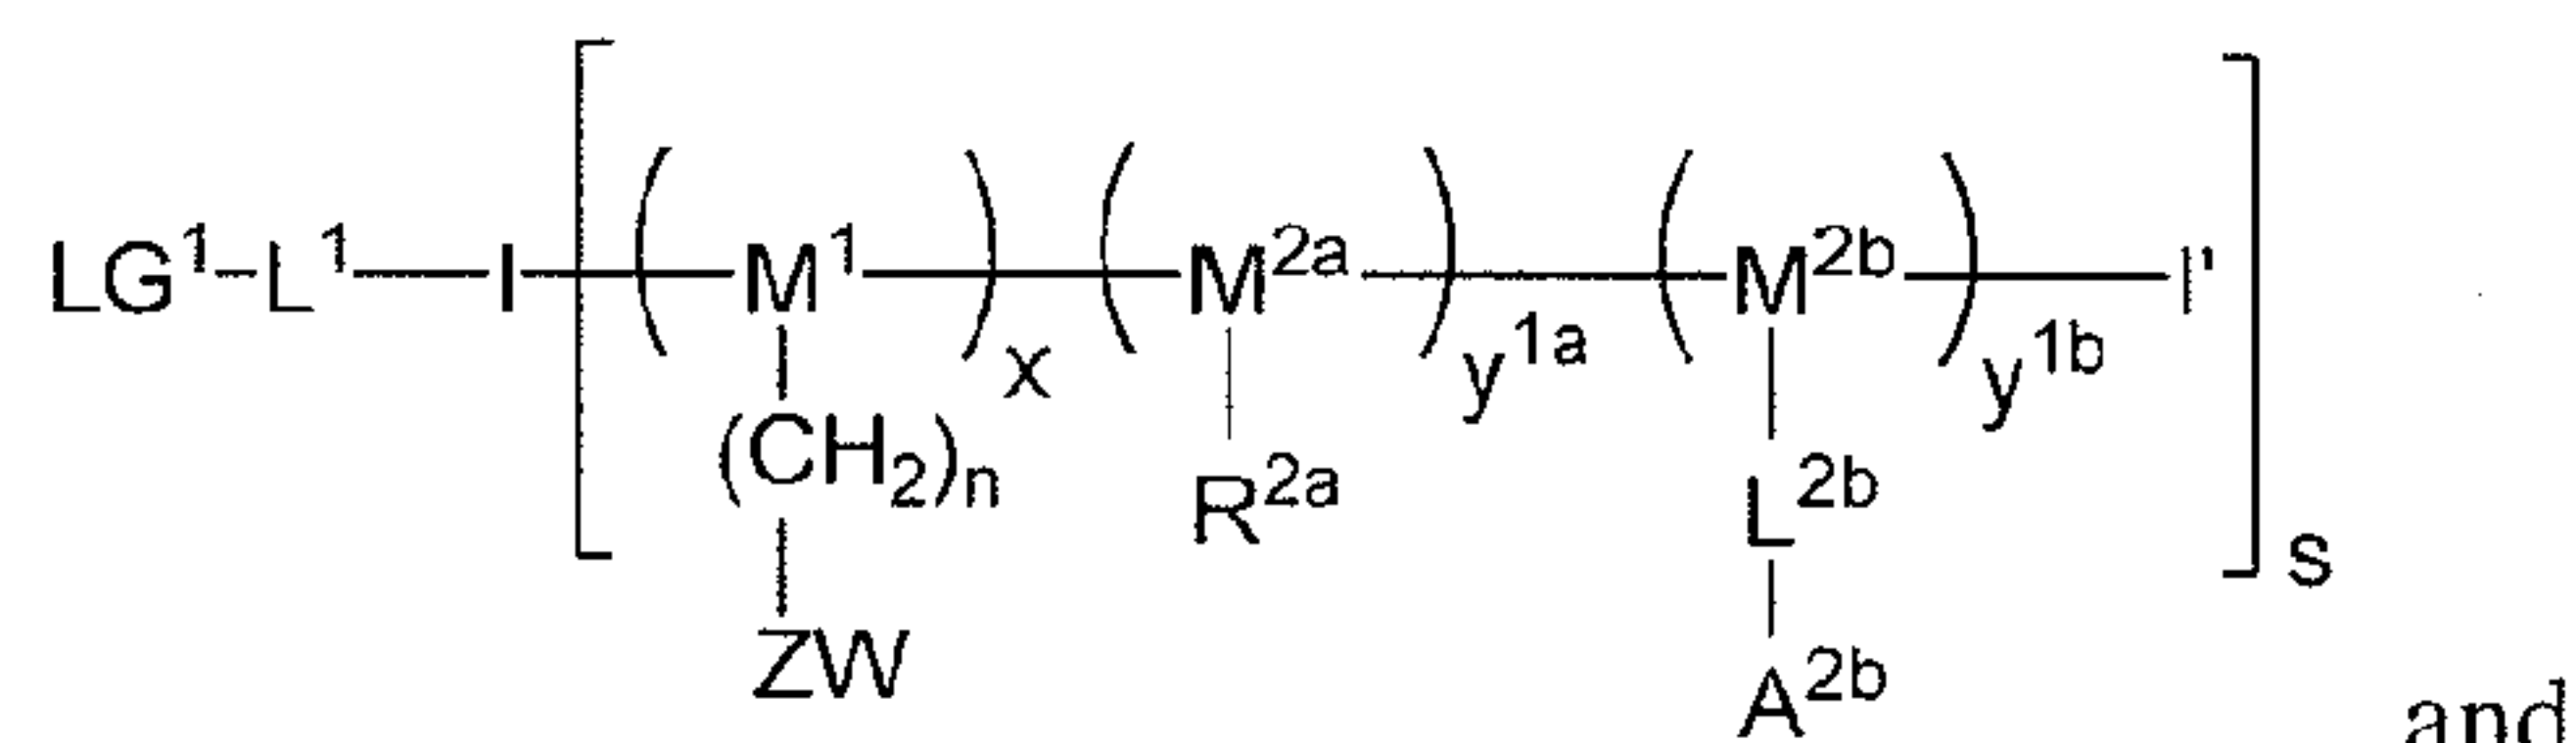 LG¹-L¹—I—[(M¹)x(M²ᵃ)y¹ᵃ(M²ᵇ)y¹ᵇ—I']s
(CH₂)n R²ᵃ L²ᵇ
ZW A²ᵇ
and